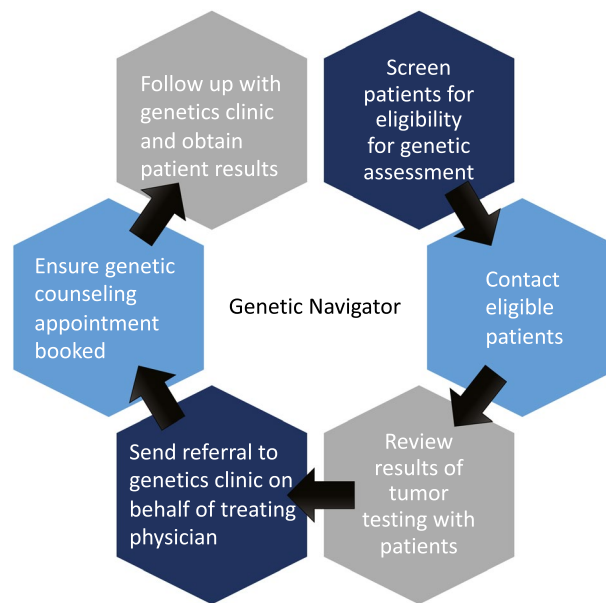 Screen
patients for
eligibility
for genetic
assessment
Contact
eligible
patients
Review
results of
tumor
testing with
patients
Send referral to
genetics clinic on
behalf of treating
physician
Ensure genetic
counseling
appointment
booked
Follow up with
genetics clinic
and obtain
patient results
Genetic Navigator